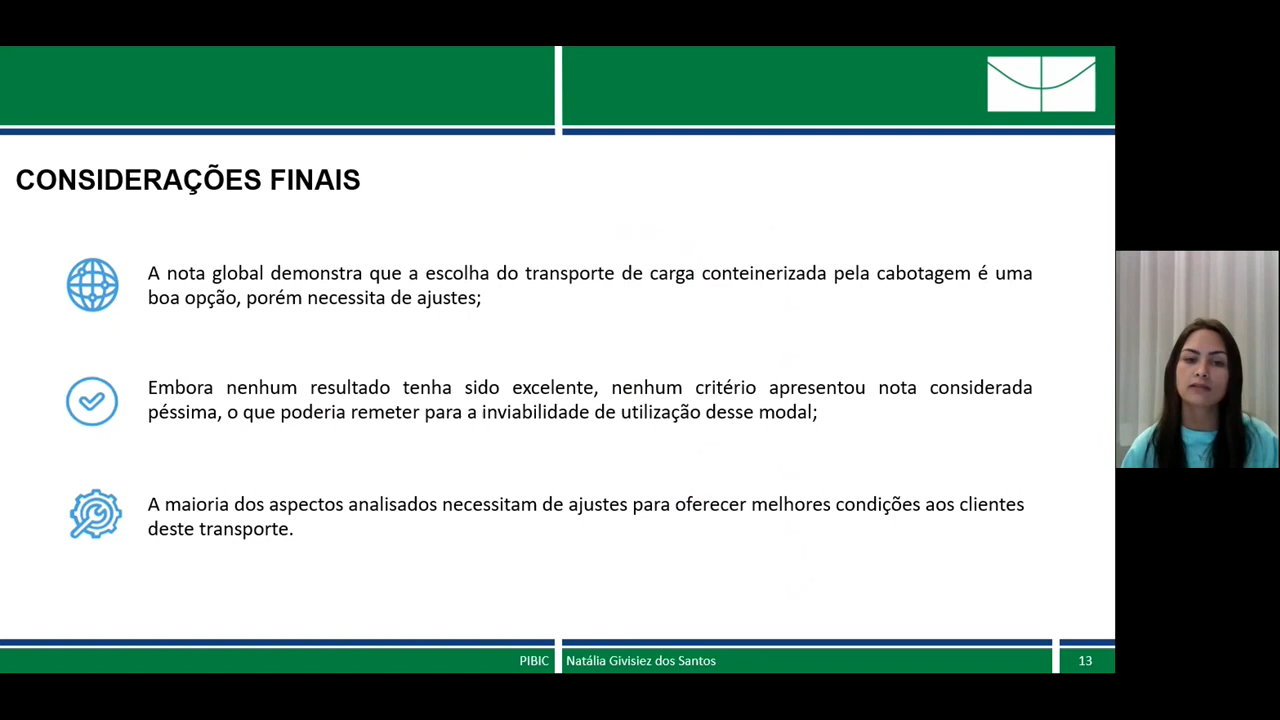 CONSIDERAÇÕES FINAIS
A nota global demonstra que a escolha do transporte de carga conteinerizada pela cabotagem é uma
boa opção, porém necessita de ajustes;
Embora nenhum resultado tenha sido excelente, nenhum critério apresentou nota considerada
péssima, o que poderia remeter para a inviabilidade de utilização desse modal;
A maioria dos aspectos analisados necessitam de ajustes para oferecer melhores condições aos clientes
deste transporte.
PIBIC
Natália Givisiez dos Santos
13